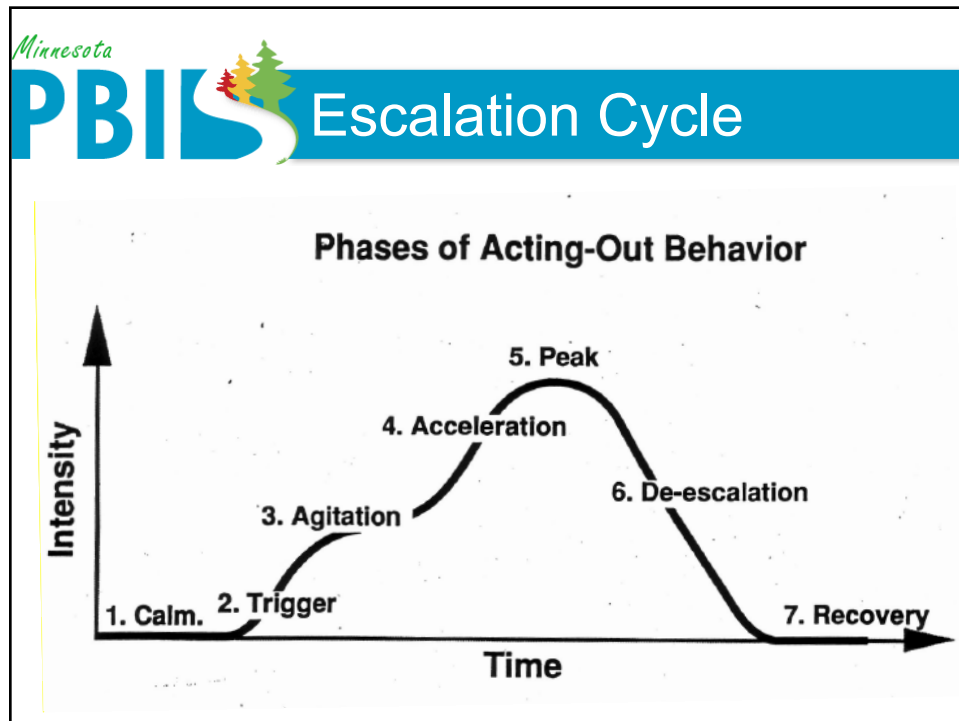 Minnesota
PBIS
Escalation Cycle
Phases of Acting-Out Behavior
5. Peak
4. Acceleration
6. De-escalation
3. Agitation
2. Trigger
1. Calm.
7. Recovery
Intensity
Time